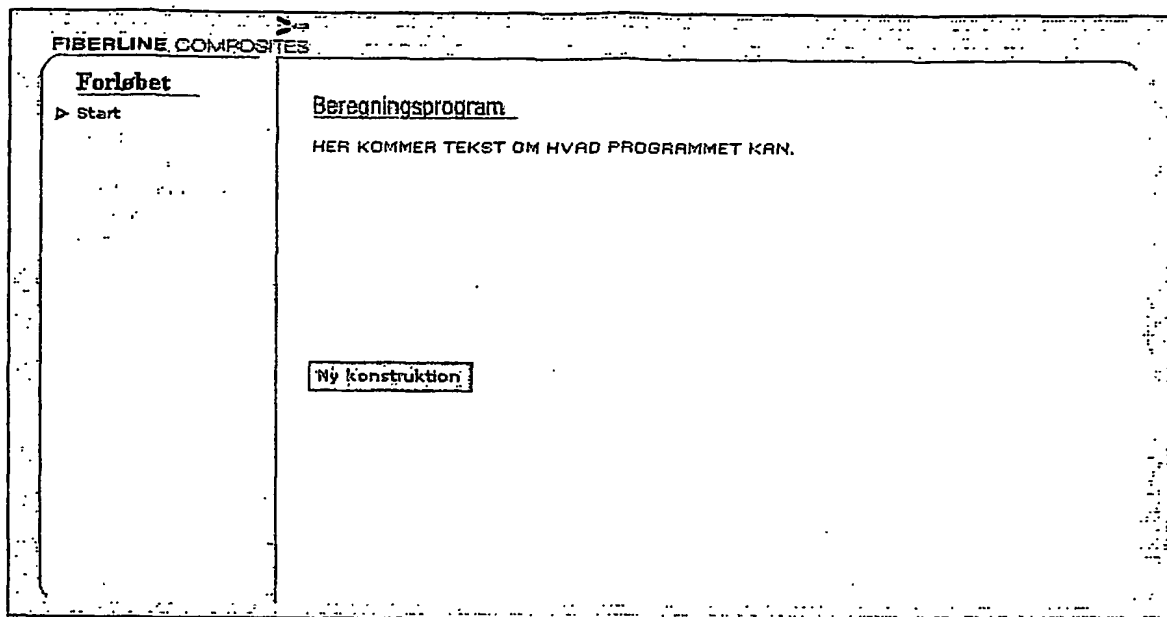 FIBERLINE COMPOSITES
Forløbet
Start
Beregningsprogram
HER KOMMER TEKST OM HVAD PROGRAMMET KAN.
Ny konstruktion